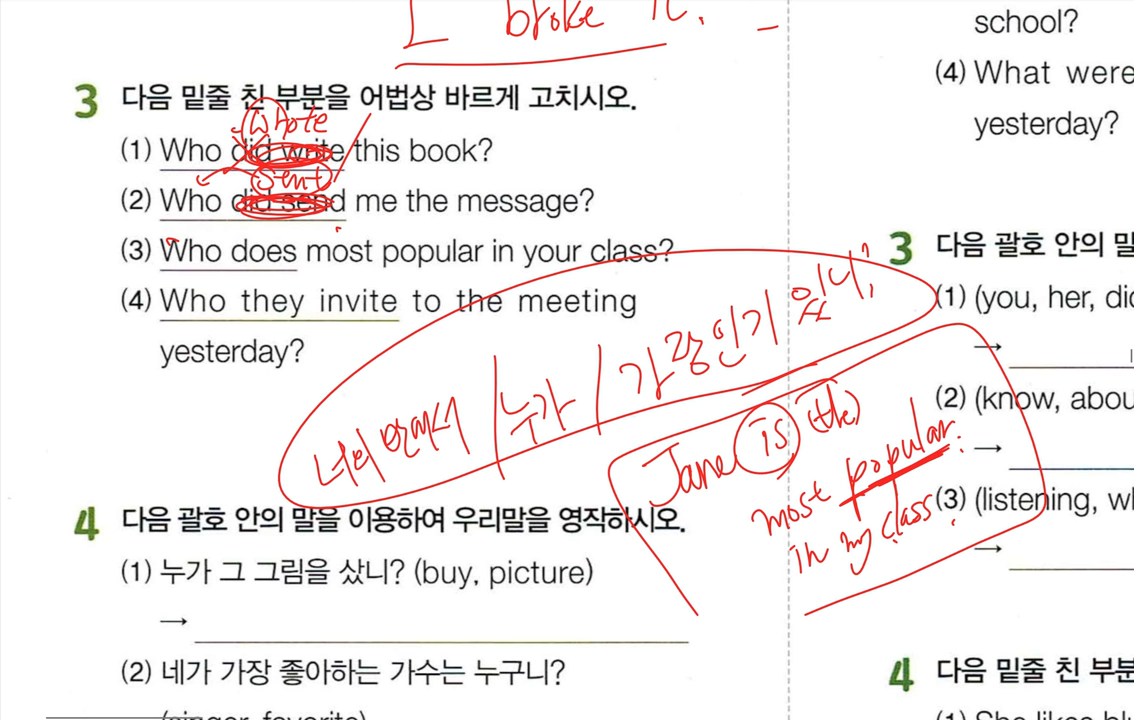 I broke it.
3 다음 밑줄 친 부분을 어법상 바르게 고치시오.
wrote
(1) Who did write this book?
sent
(2) Who did send me the message?
(3) Who does most popular in your class?
(4) Who they invite to the meeting
yesterday?
너의 반에서 / 누가 / 가장 인기 있니?
Jane is (the)
most popular
in my class.
4 다음 괄호 안의 말을 이용하여 우리말을 영작하시오.
(1) 누가 그 그림을 샀니? (buy, picture)
→
(2) 네가 가장 좋아하는 가수는 누구니?
(singer, favorite)
school?
(4) What were
yesterday?
3 다음 괄호 안의 말
(1) (you, her, did
→
(2) (know, abou
→
(3) (listening, wh
→
4 다음 밑줄 친 부분
(1) She likes bl